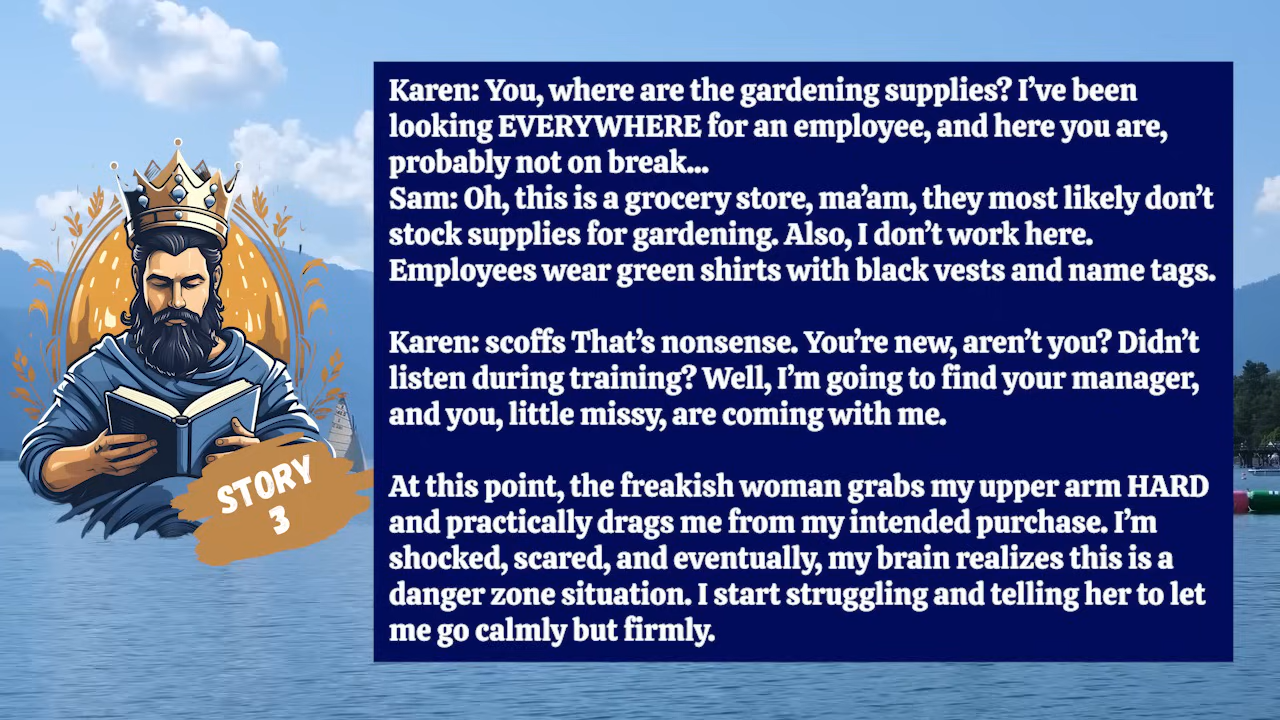 Karen: You, where are the gardening supplies? I’ve been
looking EVERYWHERE for an employee, and here you are,
probably not on break...
Sam: Oh, this is a grocery store, ma’am, they most likely don’t
stock supplies for gardening. Also, I don’t work here.
Employees wear green shirts with black vests and name tags.
Karen: scoffs That’s nonsense. You’re new, aren’t you? Didn’t
listen during training? Well, I’m going to find your manager,
and you, little missy, are coming with me.
At this point, the freakish woman grabs my upper arm HARD
and practically drags me from my intended purchase. I’m
shocked, scared, and eventually, my brain realizes this is a
danger zone situation. I start struggling and telling her to let
me go calmly but firmly.
STORY
3